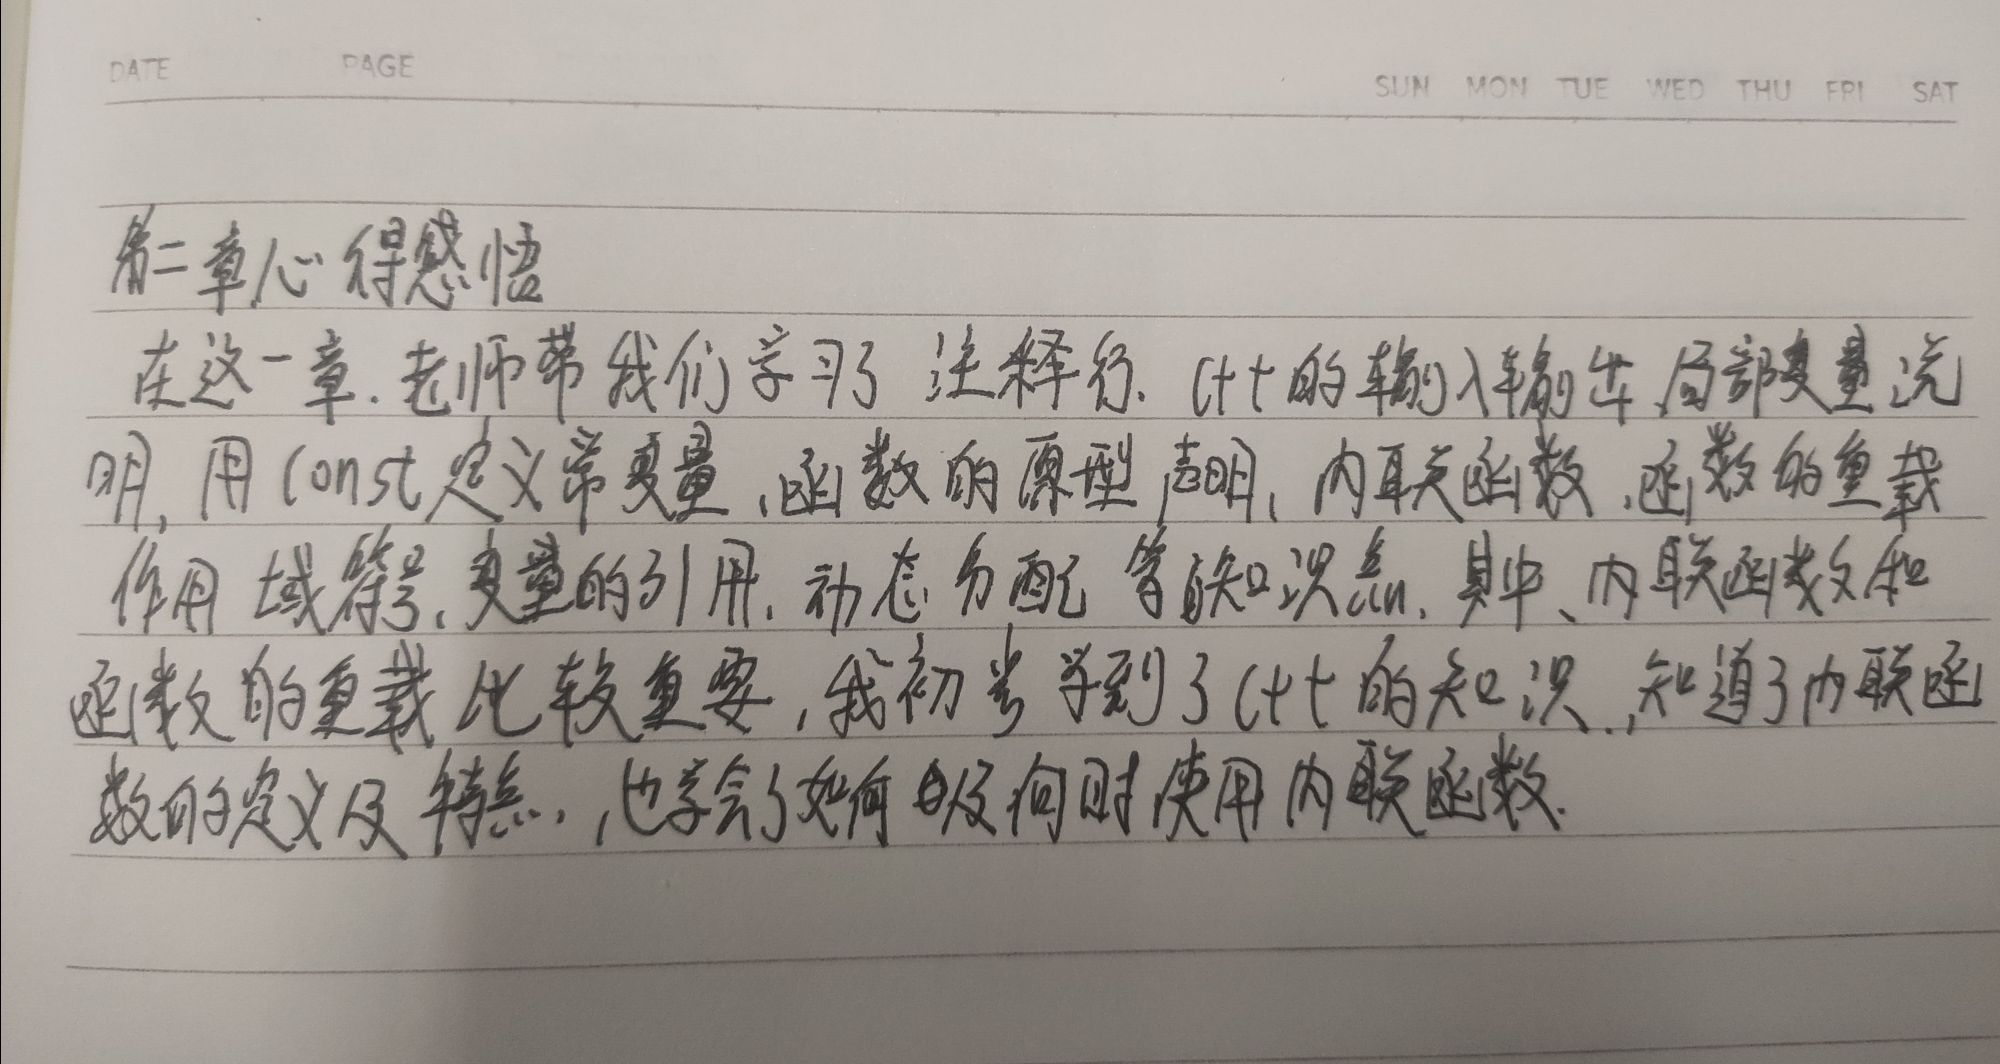 DATE PAGE SUN MON TUE WED THU FRI SAT
第二章心得感悟
在这一章.老师带我们学习了注释行.C++的输入输出.局部变量说
明,用const定义常变量,函数的原型声明,内联函数,函数的重载
作用域符号,变量的引用.动态分配等知识点.其中、内联函数和
函数的重载比较重要,我初步学到了C++的知识.,知道了内联函
数的定义及特点.,也学会了如何及何时使用内联函数.